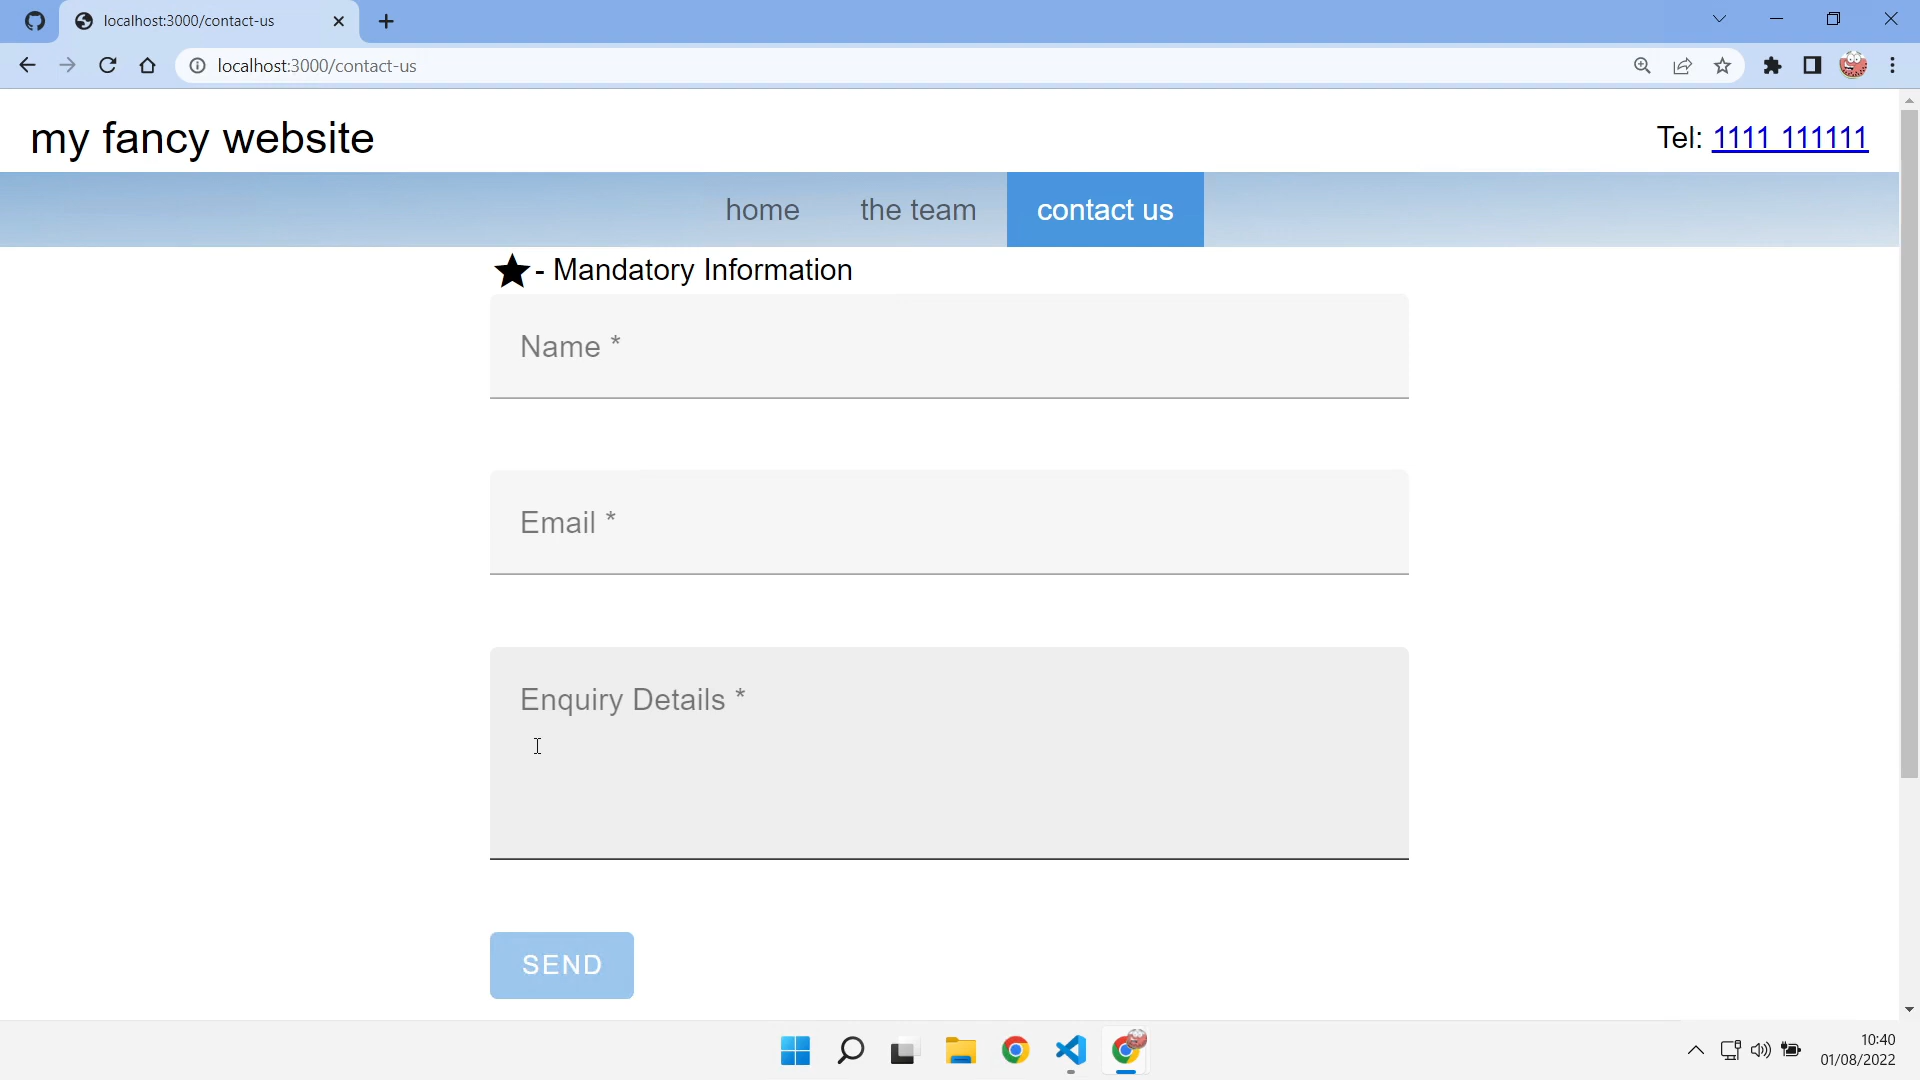 localhost:3000/contact-us
localhost:3000/contact-us
my fancy website
Tel: 1111 111111
home the team contact us
- Mandatory Information
Name *
Email *
Enquiry Details *
SEND
10:40
01/08/2022